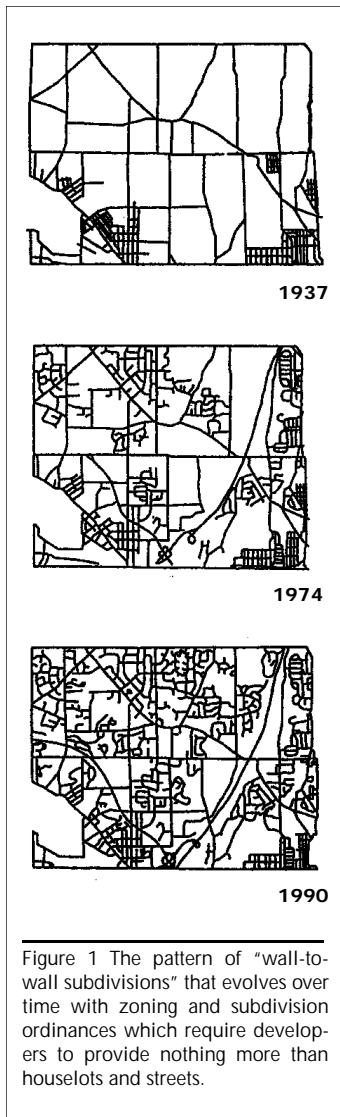 1937
1974
1990
Figure 1 The pattern of “wall-to-
wall subdivisions” that evolves over
time with zoning and subdivision
ordinances which require develop-
ers to provide nothing more than
houselots and streets.